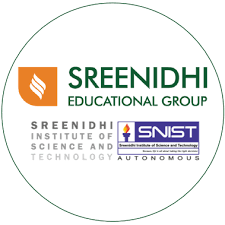 SREENIDHI
EDUCATIONAL GROUP
SREENIDHI
INSTITUTE OF
SCIENCE AND
TECHNOLOGY
SNIST
Sreenidhi Institute of Science and Technology
AUTONOMOUS